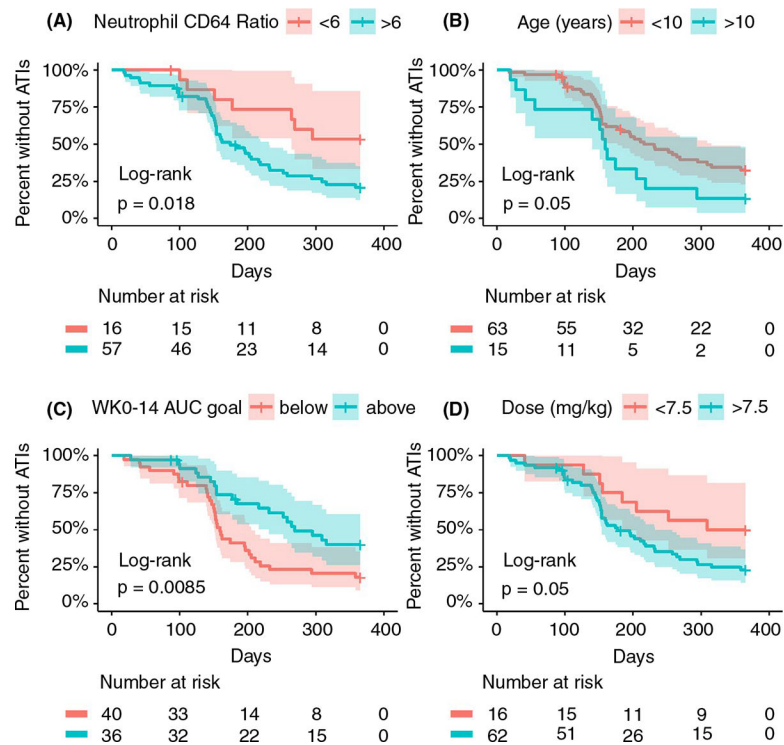 (A) Neutrophil CD64 Ratio <6 >6
100%
75%
50%
25%
0%
Percent without ATIs
Log-rank
p = 0.018
0 100 200 300 400
Days
Number at risk
16 15 11 8 0
57 46 23 14 0
(B) Age (years) <10 >10
100%
75%
50%
25%
0%
Percent without ATIs
Log-rank
p = 0.05
0 100 200 300 400
Days
Number at risk
63 55 32 22 0
15 11 5 2 0
(C) WK0-14 AUC goal below above
100%
75%
50%
25%
0%
Percent without ATIs
Log-rank
p = 0.0085
0 100 200 300 400
Days
Number at risk
40 33 14 8 0
36 32 22 15 0
(D) Dose (mg/kg) <7.5 >7.5
100%
75%
50%
25%
0%
Percent without ATIs
Log-rank
p = 0.05
0 100 200 300 400
Days
Number at risk
16 15 11 9 0
62 51 26 15 0